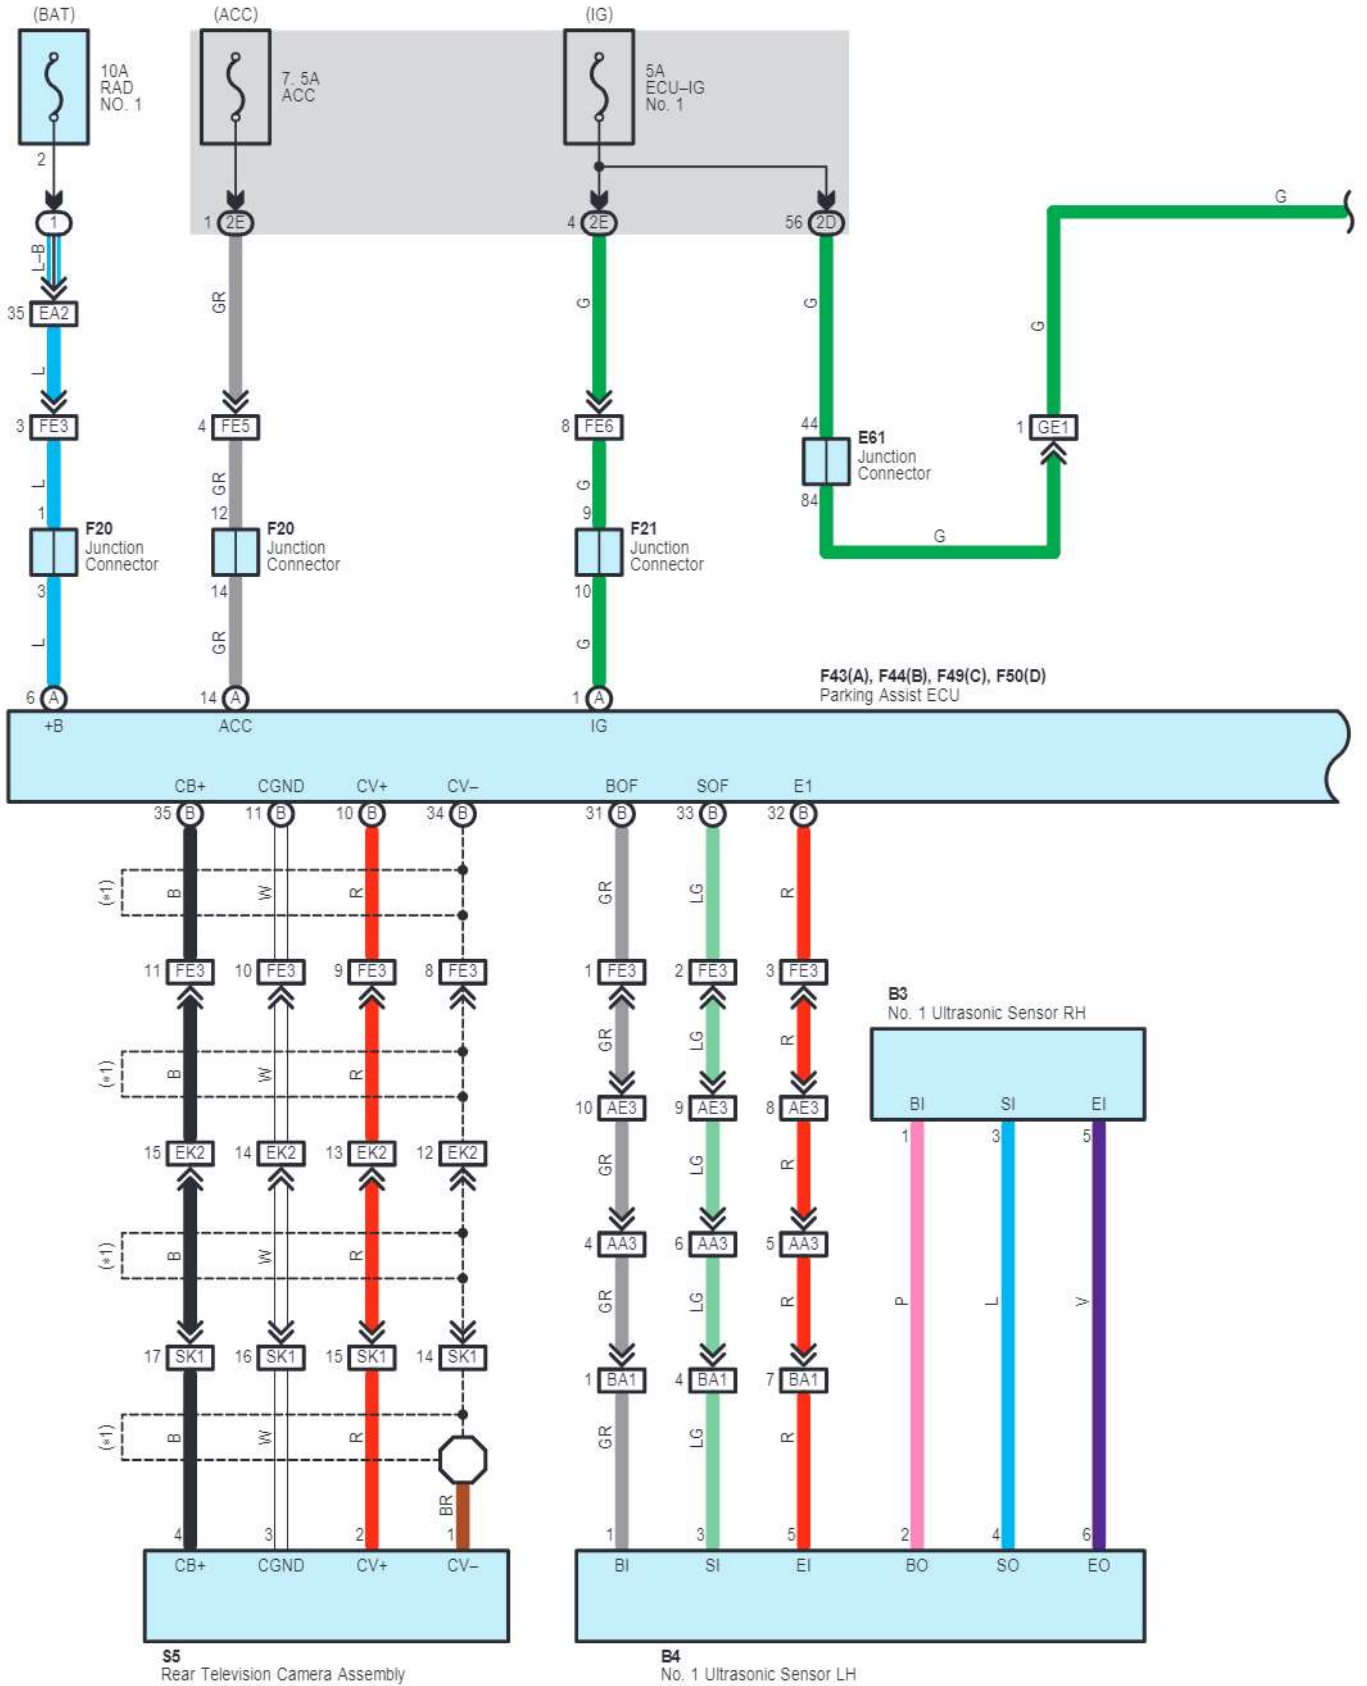 (BAT) (ACC) (IG)
10A
RAD
NO. 1
7. 5A
ACC
5A
ECU–IG
No. 1
2
1 1 2E 4 2E 56 2D
G
L–B GR G G G
35 EA2
L
3 FE3 4 FE5 8 FE6 44 1 GE1
E61
Junction
Connector
84
L GR G G
1 12 9
F20
Junction
Connector
F20
Junction
Connector
F21
Junction
Connector
3 14 10
L GR G
F43(A), F44(B), F49(C), F50(D)
Parking Assist ECU
6 A 14 A 1 A
+B ACC IG
CB+ CGND CV+ CV– BOF SOF E1
35 B 11 B 10 B 34 B 31 B 33 B 32 B
(*1) B W R GR LG R
11 FE3 10 FE3 9 FE3 8 FE3 1 FE3 2 FE3 3 FE3
B3
No. 1 Ultrasonic Sensor RH
(*1) B W R GR LG R
10 AE3 9 AE3 8 AE3
BI SI EI
1 3 5
15 EK2 14 EK2 13 EK2 12 EK2
GR LG R
4 AA3 6 AA3 5 AA3
(*1) B W R
GR LG R P L V
17 SK1 16 SK1 15 SK1 14 SK1
1 BA1 4 BA1 7 BA1
(*1) B W R GR LG R
BR
4 3 2 1 1 3 5 2 4 6
CB+ CGND CV+ CV– BI SI EI BO SO EO
S5
Rear Television Camera Assembly
B4
No. 1 Ultrasonic Sensor LH